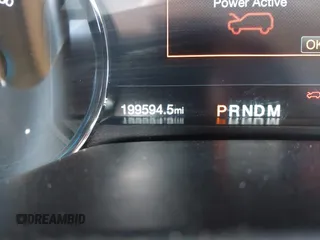 Power Active
OK
199594.5mi
PRNDM
DREAMBID